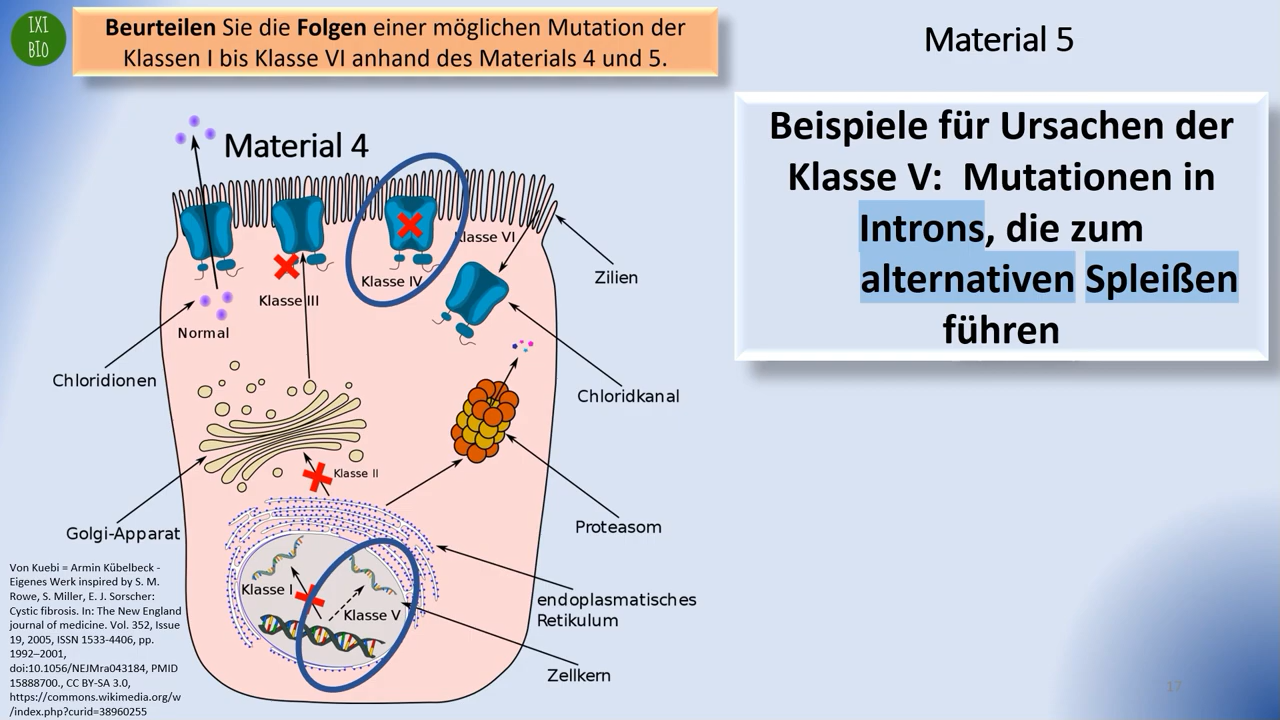 IXI
BIO
Beurteilen Sie die Folgen einer möglichen Mutation der
Klassen I bis Klasse VI anhand des Materials 4 und 5.
Material 5
Beispiele für Ursachen der
Klasse V: Mutationen in
Introns, die zum
alternativen Spleißen
führen
Material 4
Klasse VI
Klasse IV
Zilien
Klasse III
Normal
Chloridionen
Chloridkanal
Klasse II
Proteasom
Golgi-Apparat
Klasse I
Klasse V
endoplasmatisches
Retikulum
Zellkern
Von Kuebi = Armin Kübelbeck -
Eigenes Werk inspired by S. M.
Rowe, S. Miller, E. J. Sorscher:
Cystic fibrosis. In: The New England
journal of medicine. Vol. 352, Issue
19, 2005, ISSN 1533-4406, pp.
1992–2001,
doi:10.1056/NEJMra043184, PMID
15888700., CC BY-SA 3.0,
https://commons.wikimedia.org/w
/index.php?curid=38960255
17